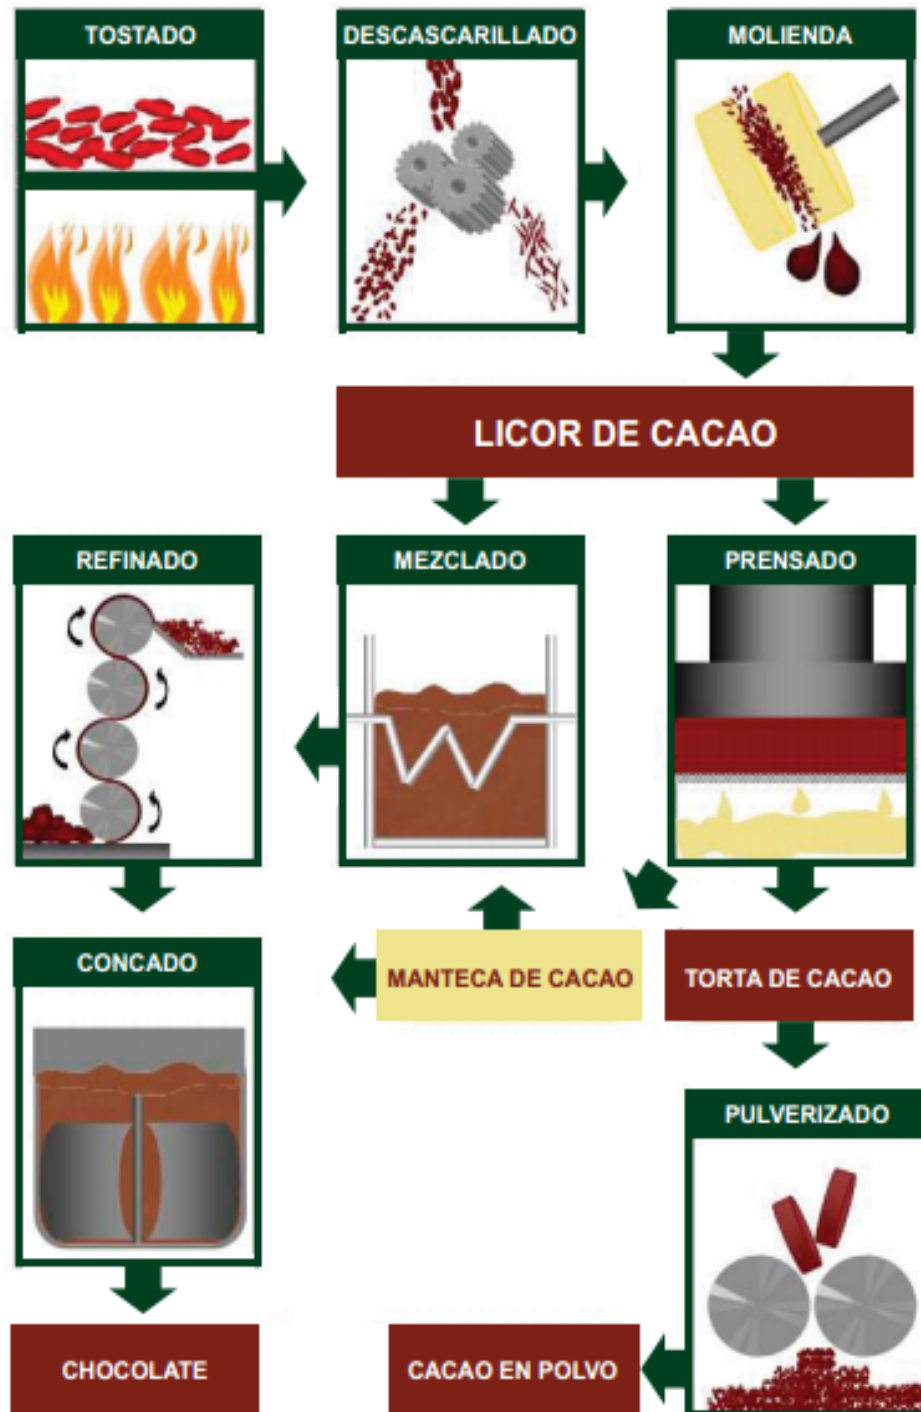 TOSTADO
DESCASCARILLADO
MOLIENDA
LICOR DE CACAO
REFINADO
MEZCLADO
PRENSADO
CONCADO
MANTECA DE CACAO
TORTA DE CACAO
PULVERIZADO
CHOCOLATE
CACAO EN POLVO